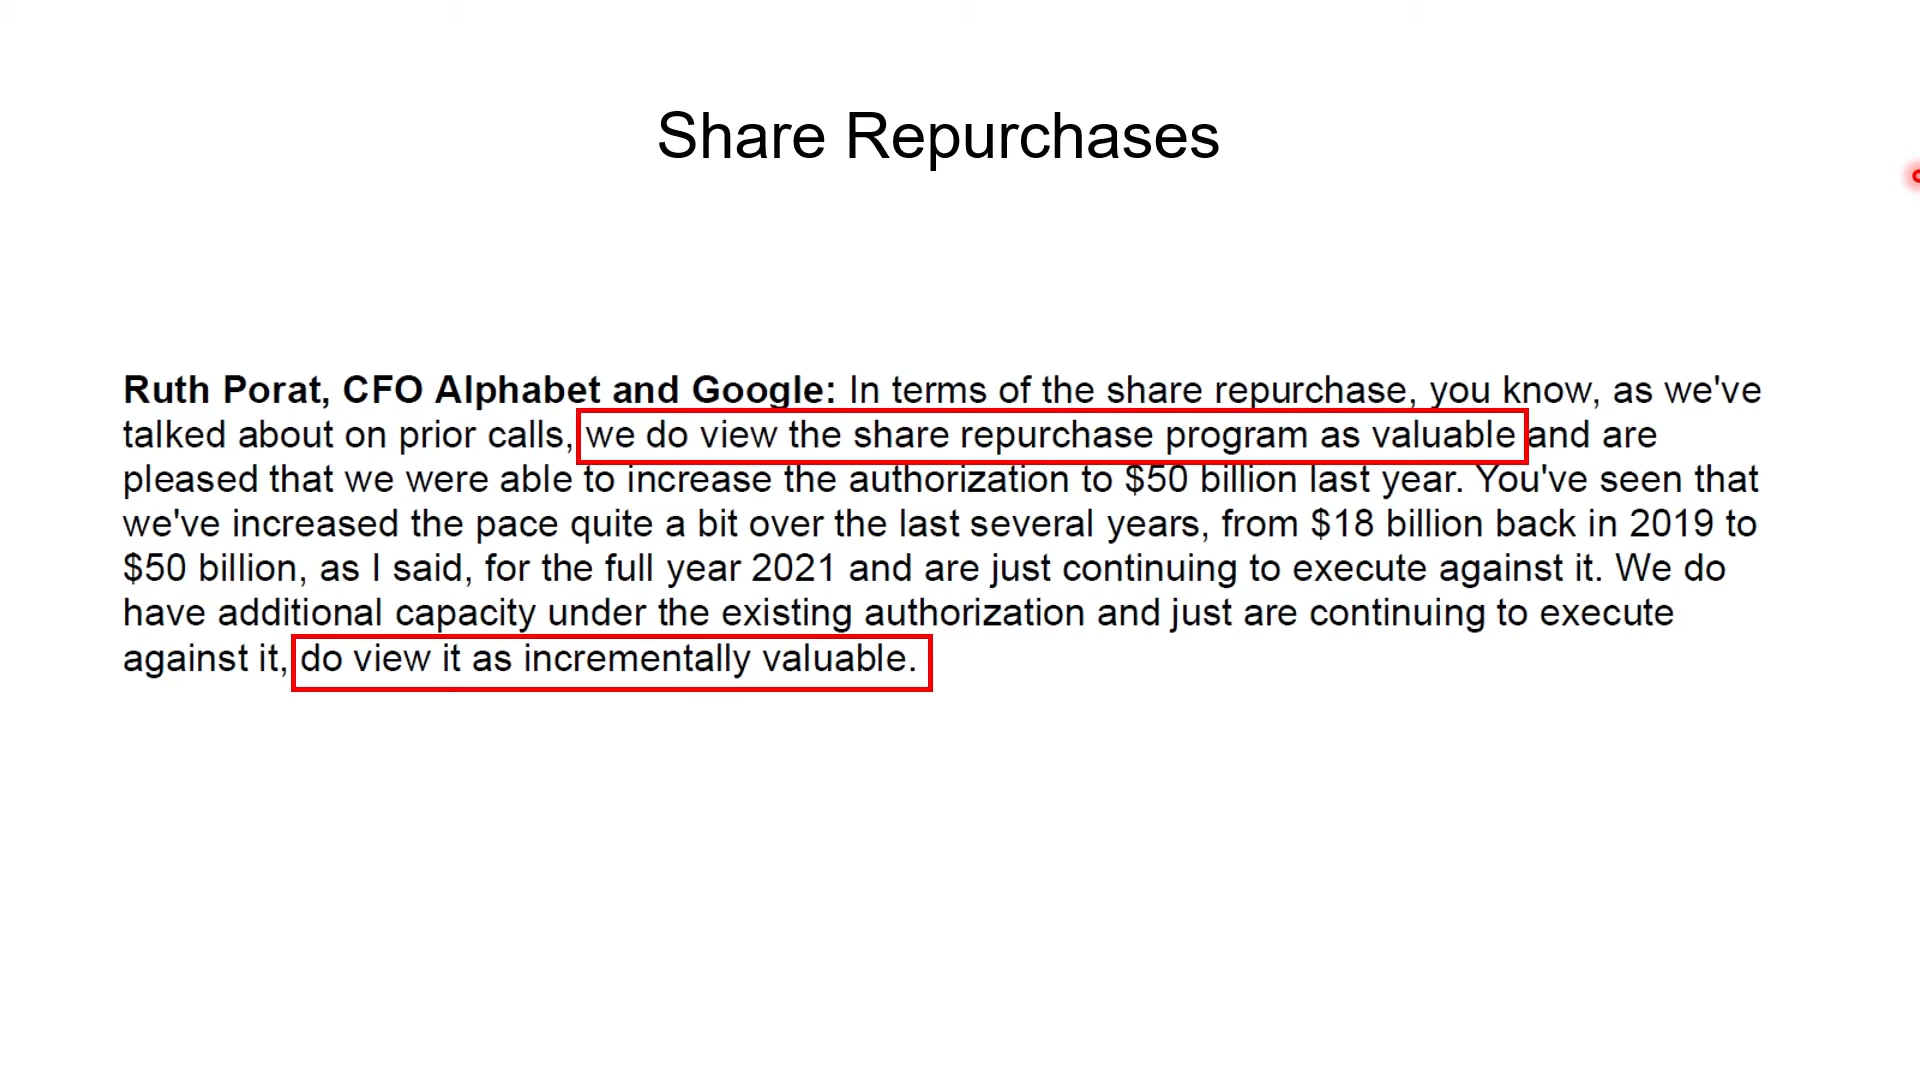 Share Repurchases
Ruth Porat, CFO Alphabet and Google: In terms of the share repurchase, you know, as we've
talked about on prior calls, we do view the share repurchase program as valuable and are
pleased that we were able to increase the authorization to $50 billion last year. You've seen that
we've increased the pace quite a bit over the last several years, from $18 billion back in 2019 to
$50 billion, as I said, for the full year 2021 and are just continuing to execute against it. We do
have additional capacity under the existing authorization and just are continuing to execute
against it, do view it as incrementally valuable.